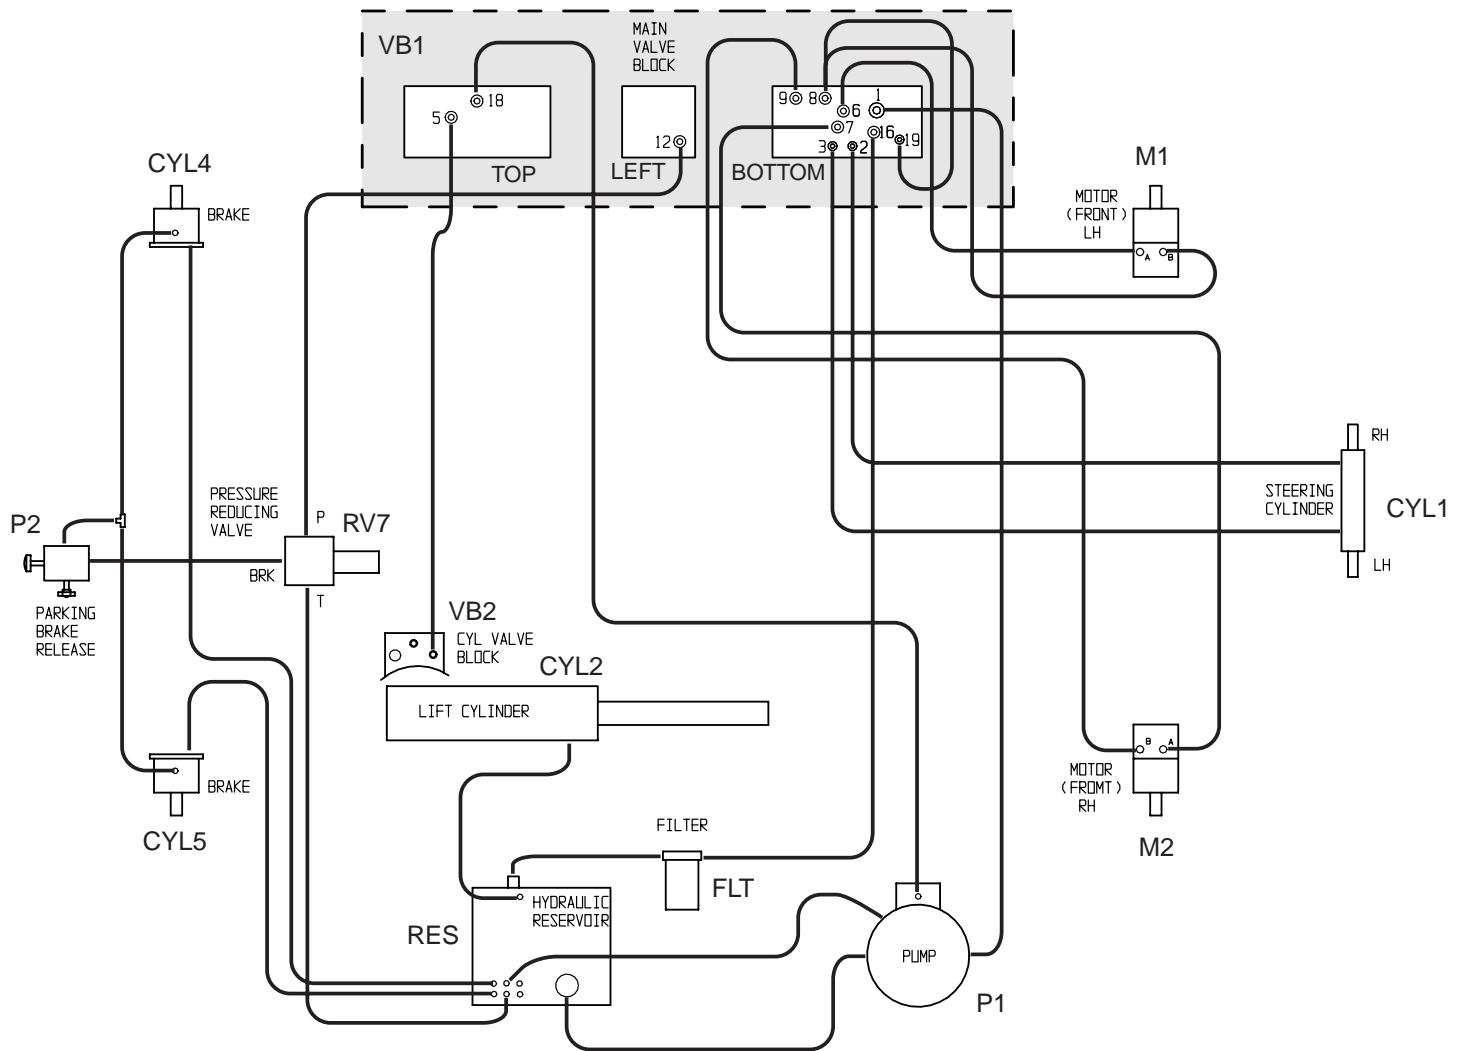 VB1
MAIN
VALVE
BLOCK
18
5
TOP
12
LEFT
9
8
1
6
7
16
19
3
2
BOTTOM
CYL4
BRAKE
M1
MOTOR
(FRONT)
LH
A
B
RH
STEERING
CYLINDER
CYL1
LH
P2
PRESSURE
REDUCING
VALVE
P
RV7
BRK
T
PARKING
BRAKE
RELEASE
VB2
CYL VALVE
BLOCK
CYL2
LIFT CYLINDER
B
A
MOTOR
(FROMT)
RH
M2
BRAKE
CYL5
FILTER
FLT
HYDRAULIC
RESERVOIR
RES
PUMP
P1